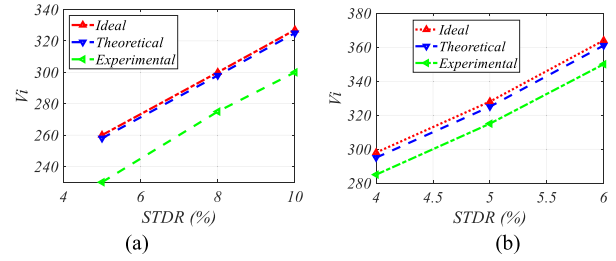 340
320
300
280
260
240
Vi
Ideal
Theoretical
Experimental
4
6
8
10
STDR (%)
(a)
380
360
340
320
300
280
Vi
Ideal
Theoretical
Experimental
4
4.5
5
5.5
6
STDR (%)
(b)